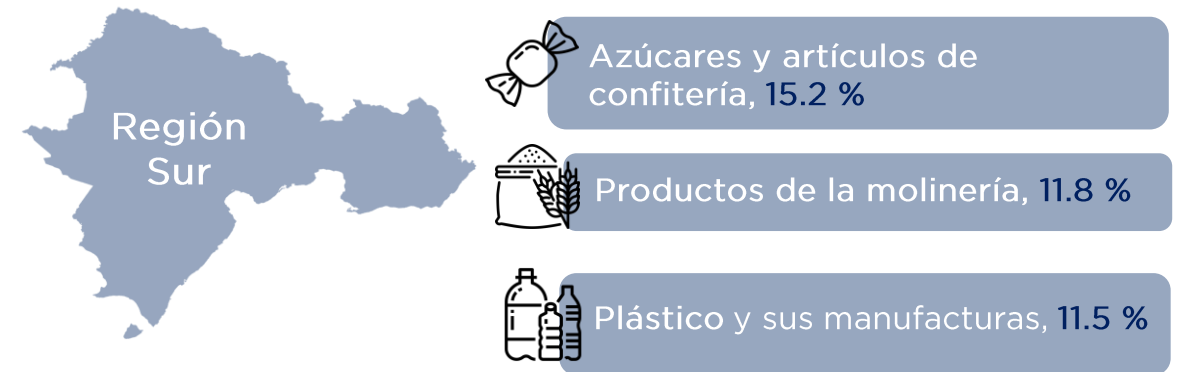 Región
Sur
Azúcares y artículos de
confitería, 15.2 %
Productos de la molinería, 11.8 %
Plástico y sus manufacturas, 11.5 %